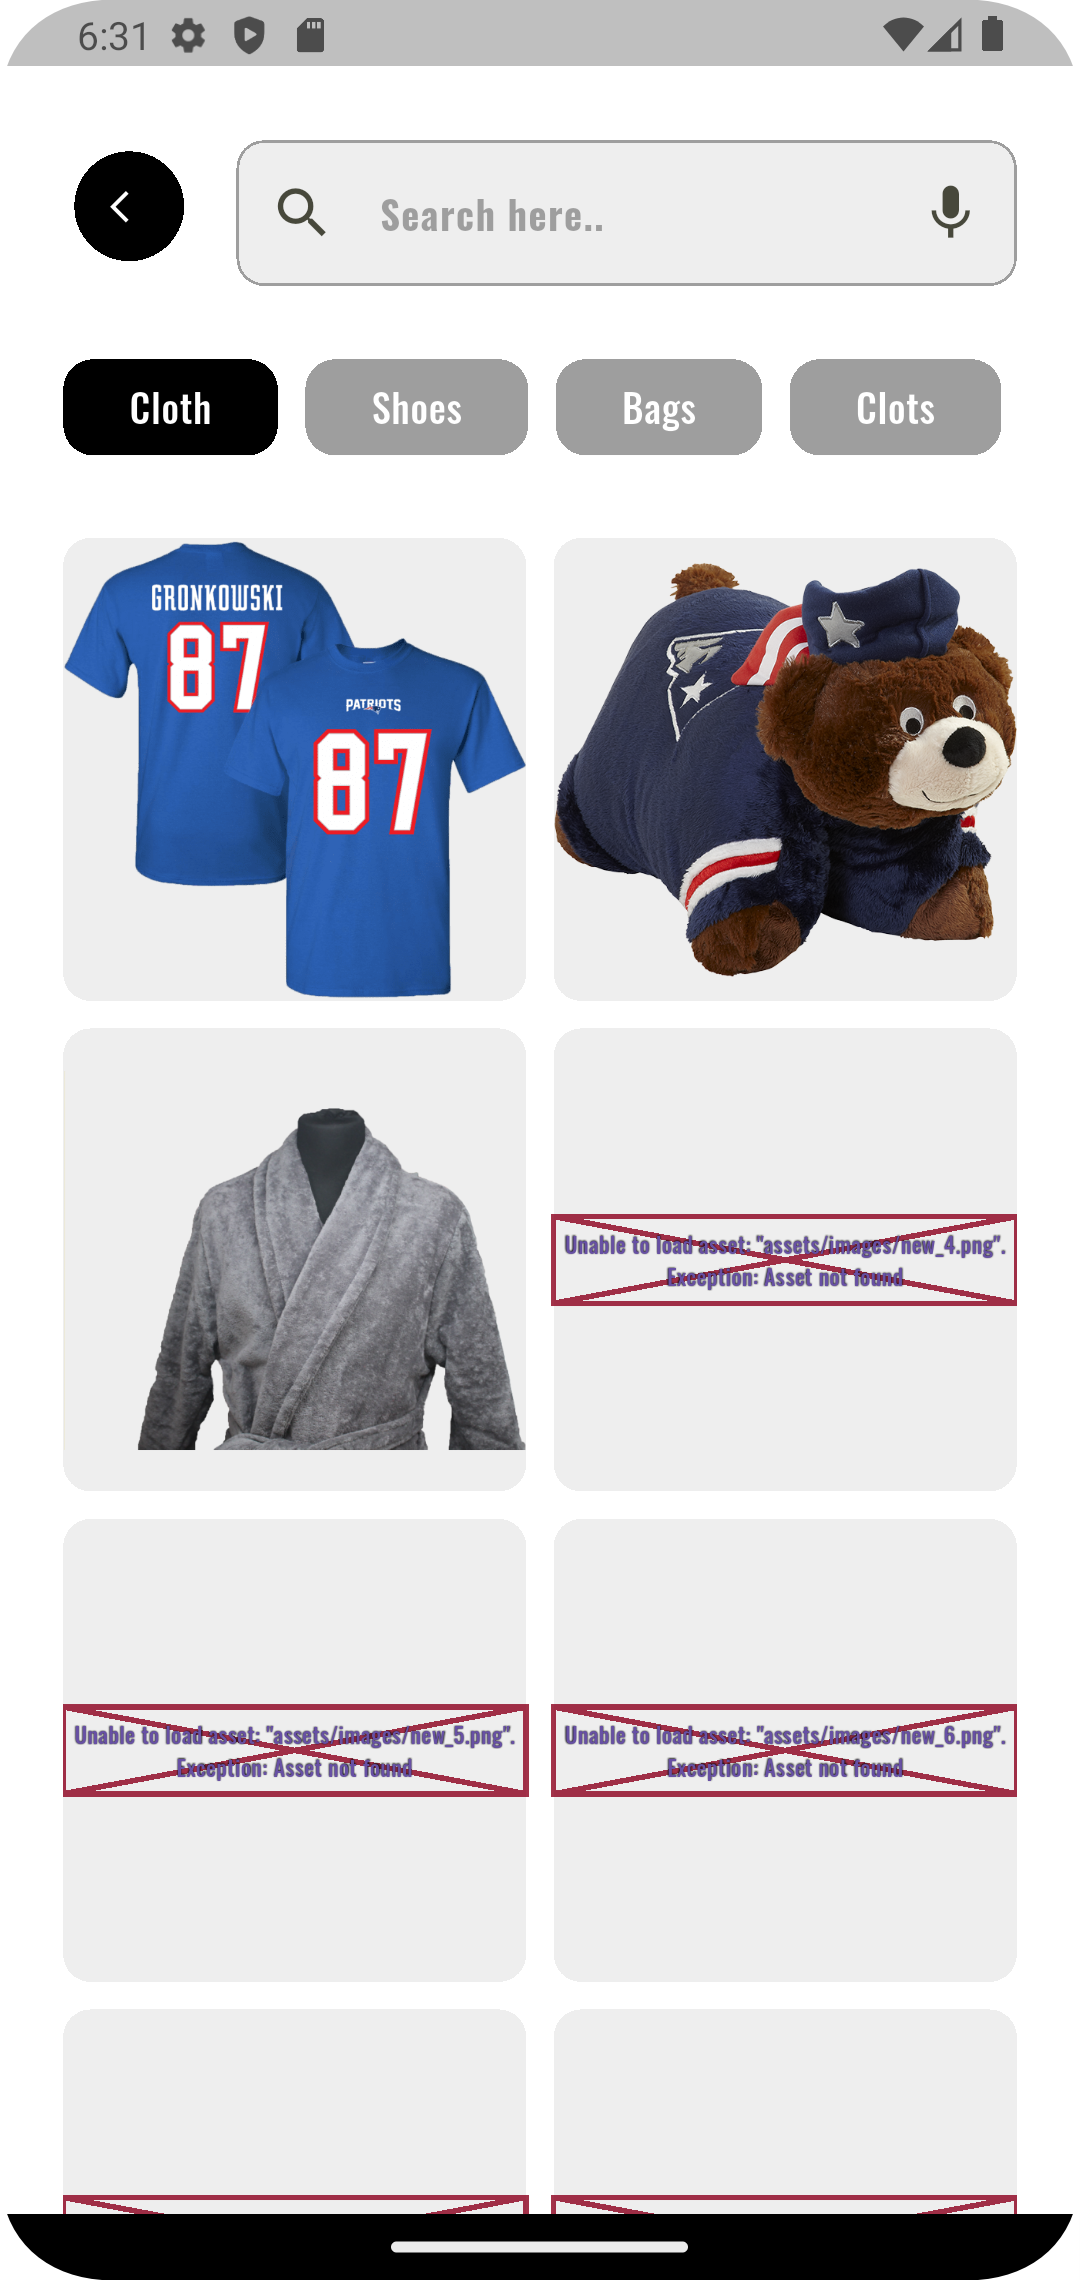 6:31
Search here..
Cloth
Shoes
Bags
Clots
GRONKOWSKI
87
PATRIOTS
87
Unable to load asset: "assets/images/new_4.png".
Exception: Asset not found
Unable to load asset: "assets/images/new_5.png".
Exception: Asset not found
Unable to load asset: "assets/images/new_6.png".
Exception: Asset not found